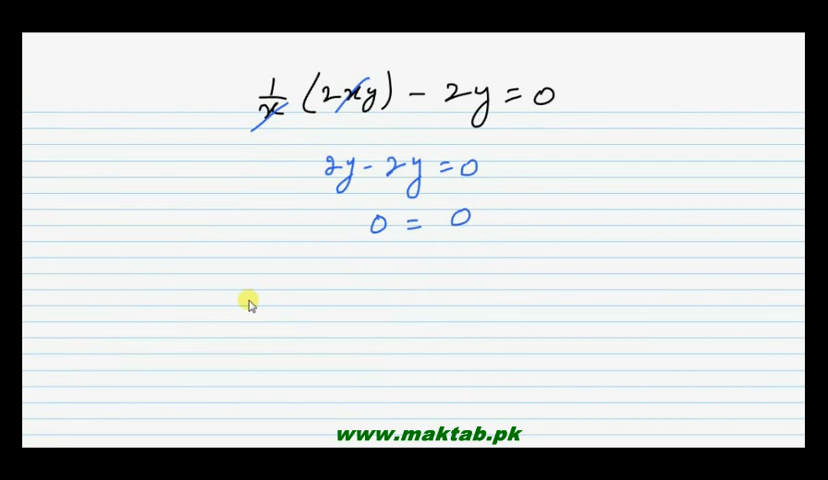 1/x (2xy) - 2y = 0
2y - 2y = 0
0 = 0
www.maktab.pk